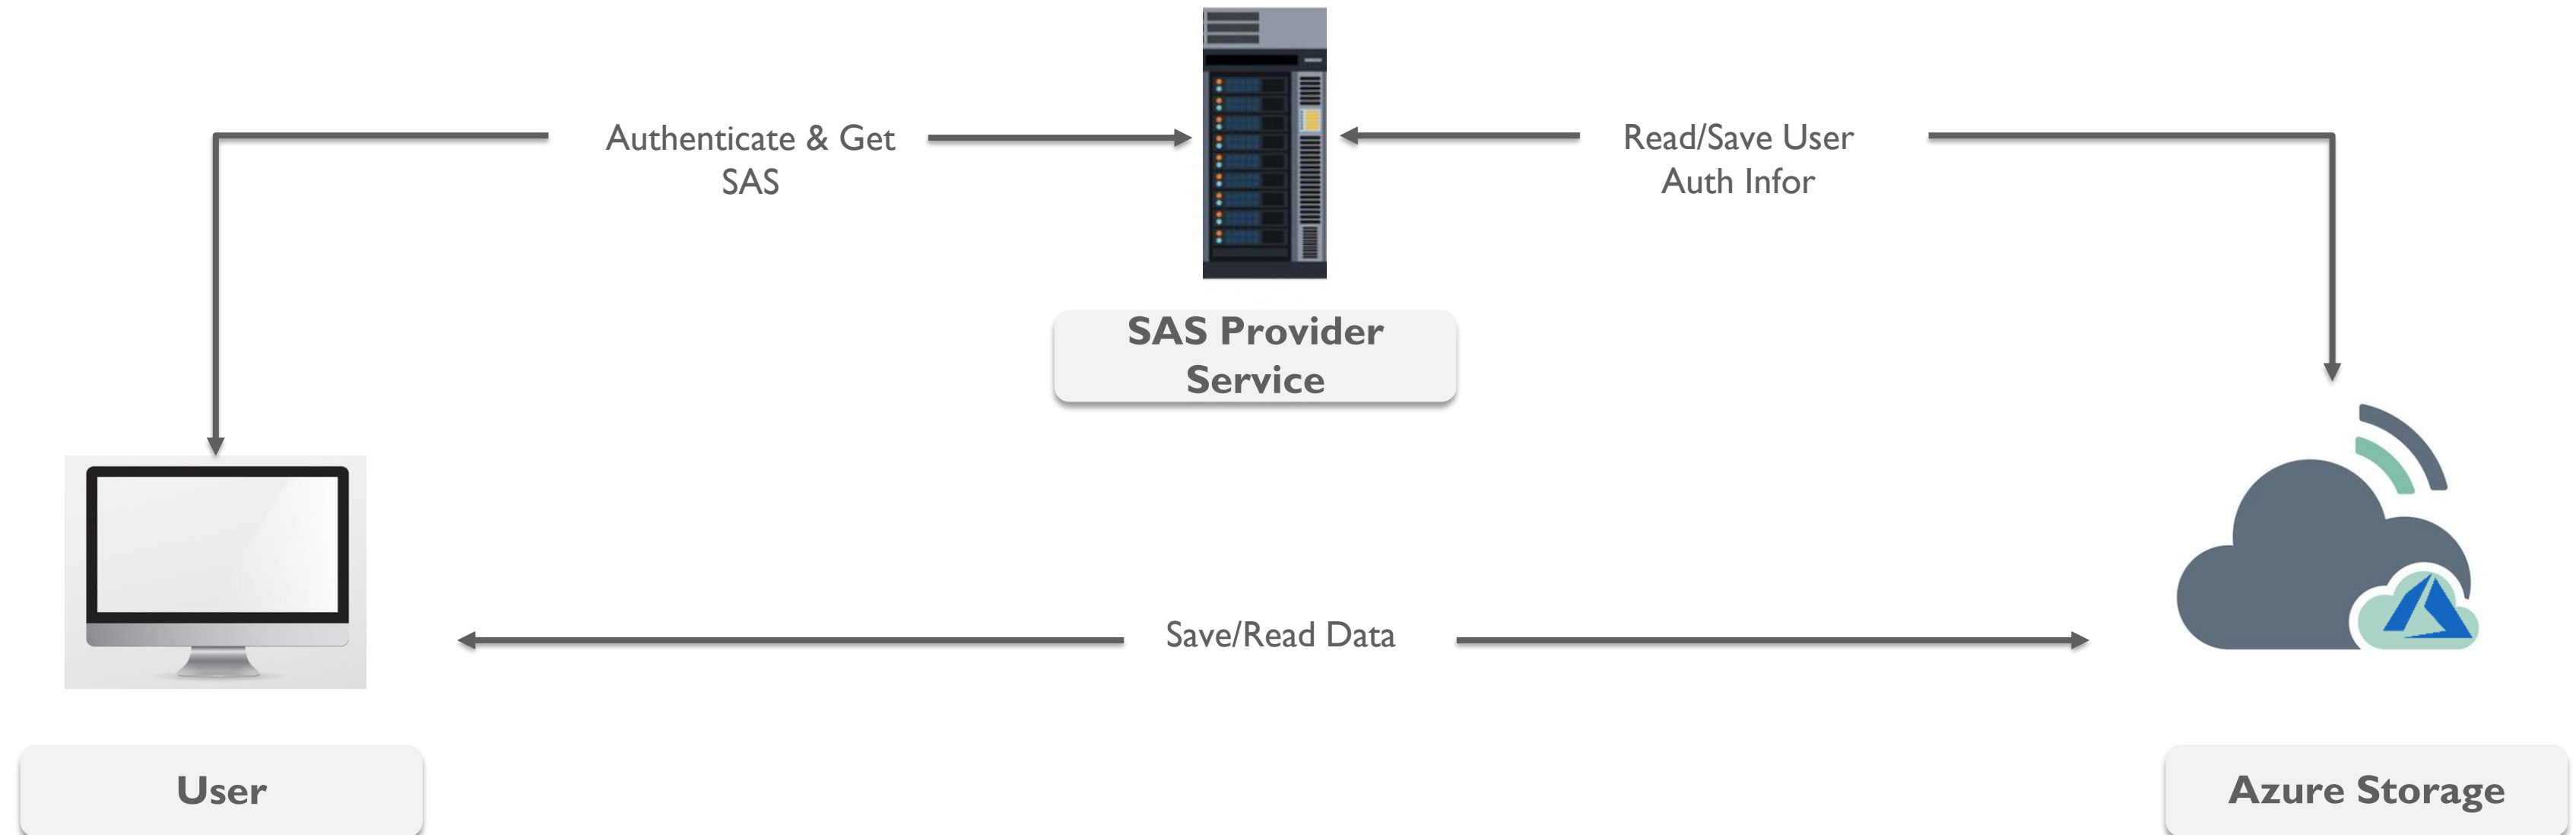 Authenticate & Get
SAS
Read/Save User
Auth Infor
SAS Provider
Service
Save/Read Data
User
Azure Storage